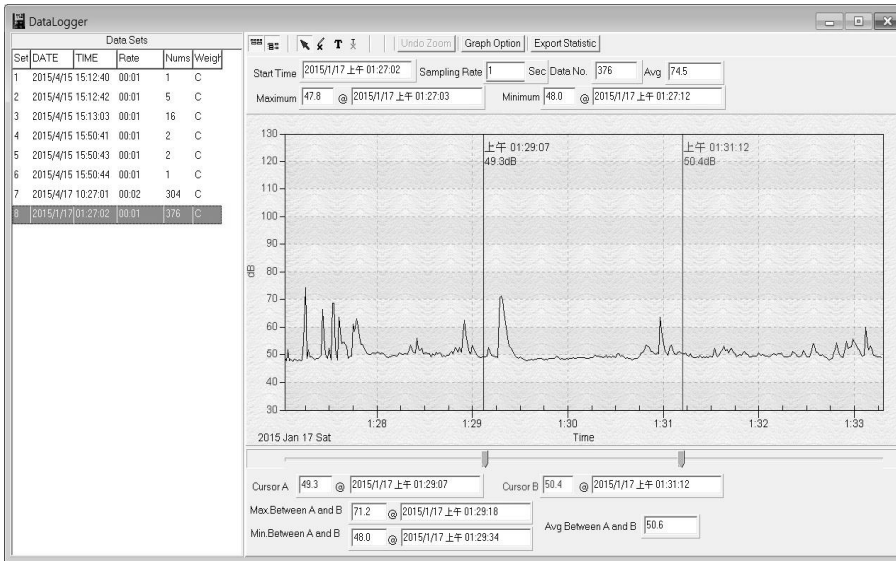 DataLogger
Data Sets
Set DATE TIME Rate Nums Weigh
1 2015/4/15 15:12:40 00:01 1 C
2 2015/4/15 15:12:42 00:01 5 C
3 2015/4/15 15:13:03 00:01 16 C
4 2015/4/15 15:50:41 00:01 2 C
5 2015/4/15 15:50:43 00:01 2 C
6 2015/4/15 15:50:44 00:01 1 C
7 2015/4/17 10:27:01 00:02 304 C
8 2015/1/17 01:27:02 00:01 376 C
T Undo Zoom Graph Option Export Statistic
Start Time 2015/1/17 上午 01:27:02 Sampling Rate 1 Sec Data No. 376 Avg 74.5
Maximum 47.8 @ 2015/1/17 上午 01:27:03 Minimum 48.0 @ 2015/1/17 上午 01:27:12
130
120
110
100
90
80
70
60
50
40
30
dB
上午 01:29:07
49.3dB
上午 01:31:12
50.4dB
1:28 1:29 1:30 1:31 1:32 1:33
2015 Jan 17 Sat Time
Cursor A 49.3 @ 2015/1/17 上午 01:29:07 Cursor B 50.4 @ 2015/1/17 上午 01:31:12
Max.Between A and B 71.2 @ 2015/1/17 上午 01:29:18
Min.Between A and B 48.0 @ 2015/1/17 上午 01:29:34
Avg Between A and B 50.6